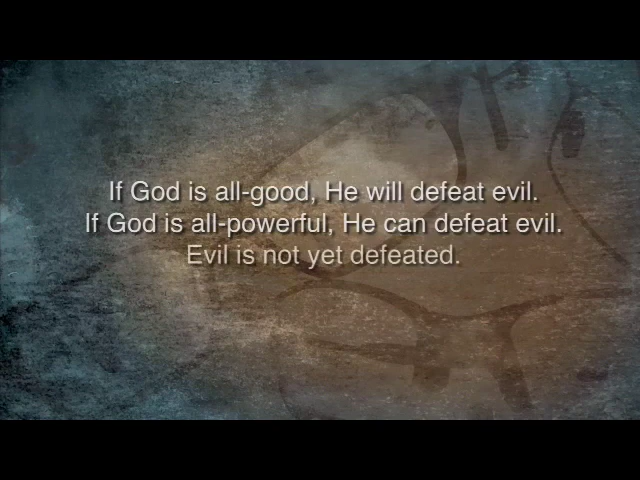 If God is all-good, He will defeat evil.
If God is all-powerful, He can defeat evil.
Evil is not yet defeated.